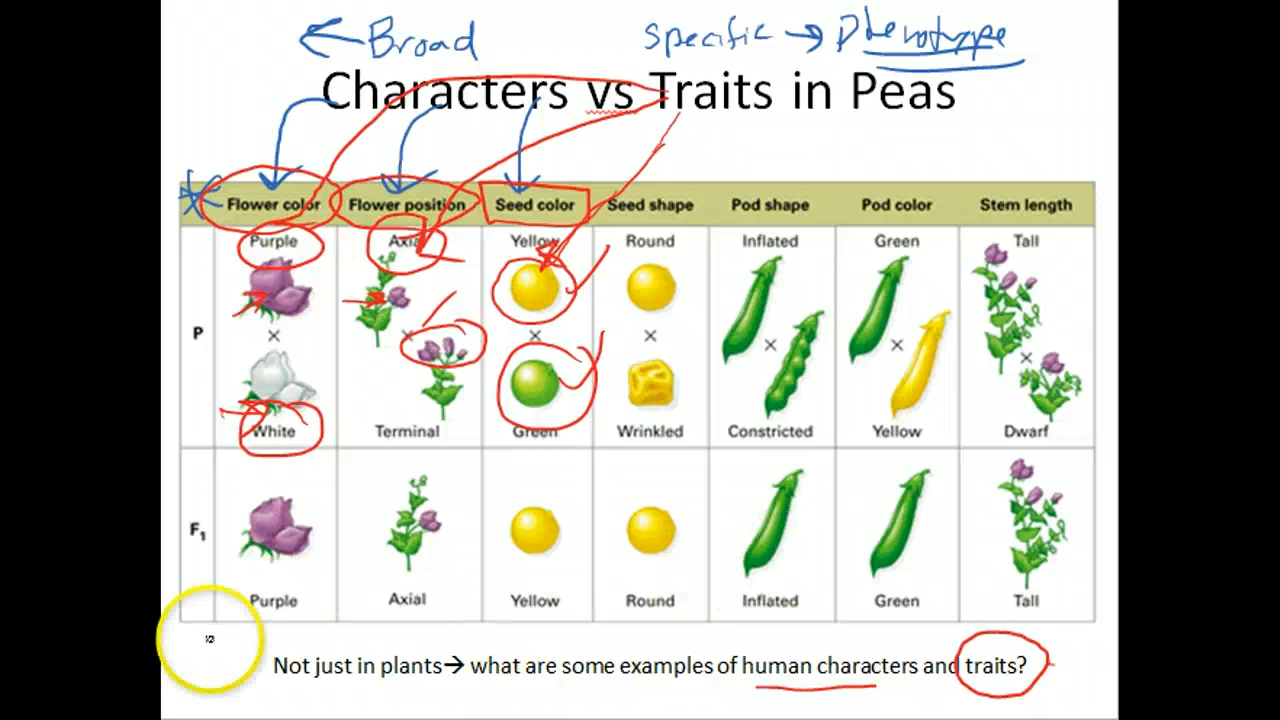 ← Broad specific → Phenotype
Characters vs Traits in Peas
Flower color Flower position Seed color Seed shape Pod shape Pod color Stem length
Purple Axial Yellow Round Inflated Green Tall
P
× × × × × × ×
White Terminal Green Wrinkled Constricted Yellow Dwarf
F1
Purple Axial Yellow Round Inflated Green Tall
Not just in plants→ what are some examples of human characters and traits?